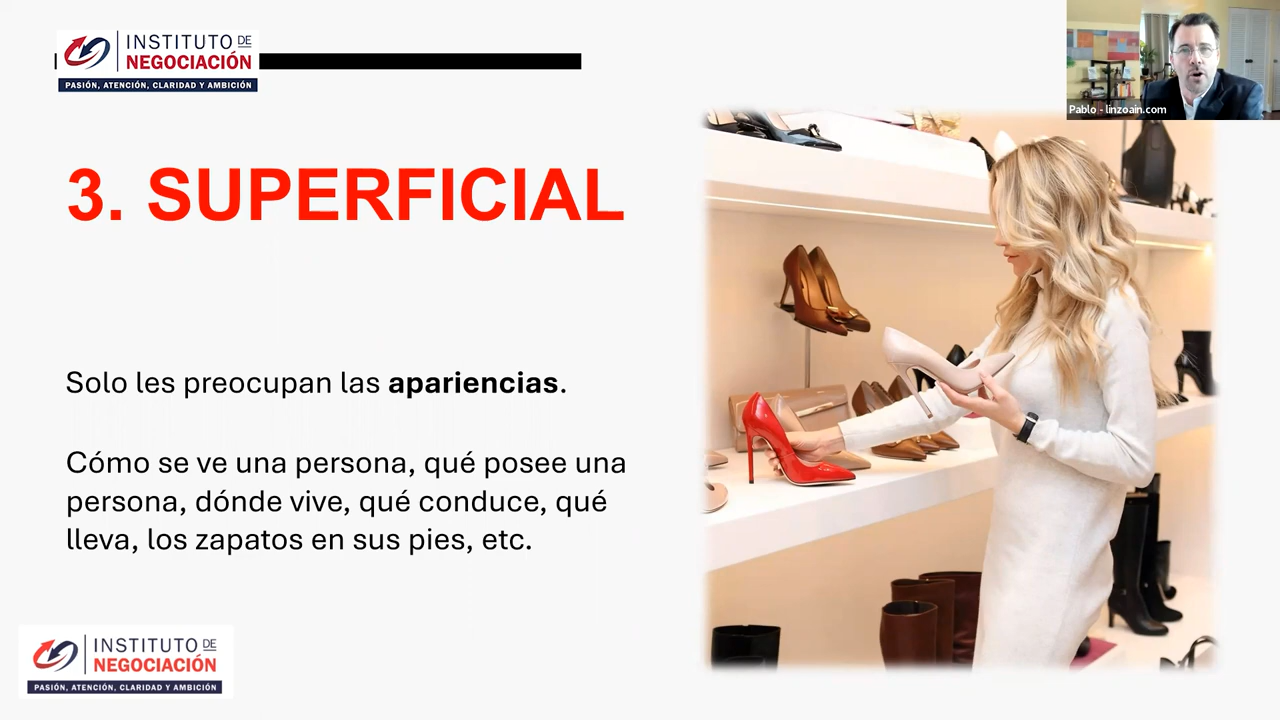 INSTITUTO DE
NEGOCIACIÓN
PASIÓN, ATENCIÓN, CLARIDAD Y AMBICIÓN
Pablo - linzoain.com
3. SUPERFICIAL
Solo les preocupan las apariencias.
Cómo se ve una persona, qué posee una
persona, dónde vive, qué conduce, qué
lleva, los zapatos en sus pies, etc.
INSTITUTO DE
NEGOCIACIÓN
PASIÓN, ATENCIÓN, CLARIDAD Y AMBICIÓN